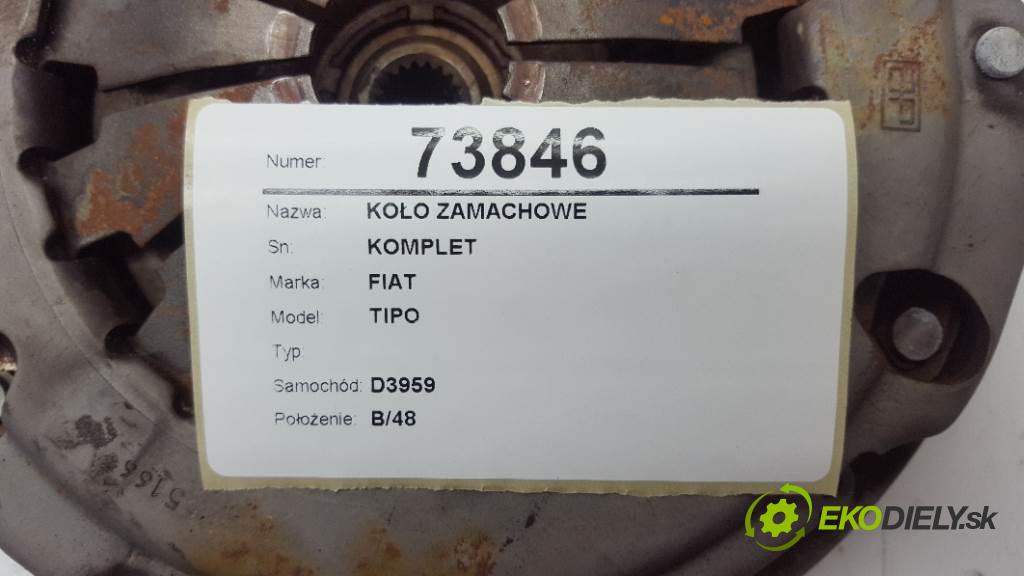 Numer: 73846
Nazwa: KOŁO ZAMACHOWE
Sn: KOMPLET
Marka: FIAT
Model: TIPO
Typ:
Samochód: D3959
Położenie: B/48
EKODIELY.sk